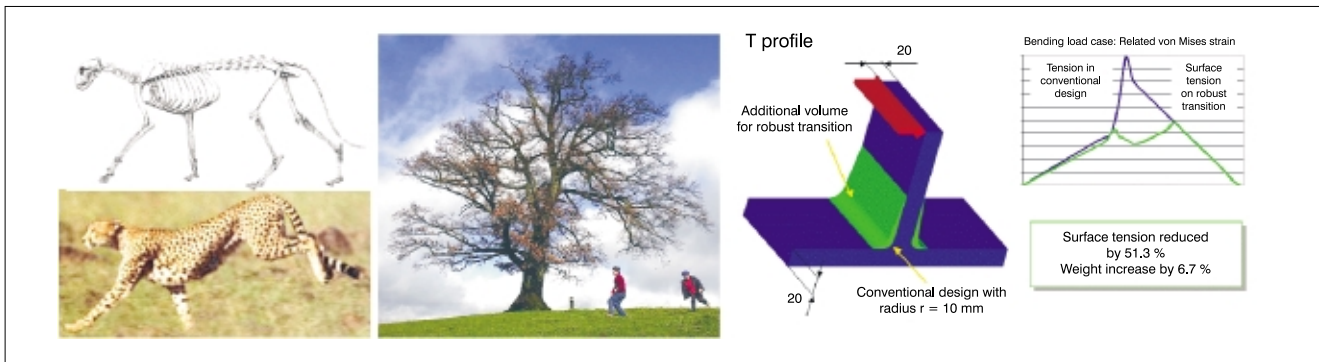 T profile
20
Additional volume
for robust transition
20
Conventional design with
radius r = 10 mm
Bending load case: Related von Mises strain
Tension in
conventional
design
Surface
tension
on robust
transition
Surface tension reduced
by 51.3 %
Weight increase by 6.7 %